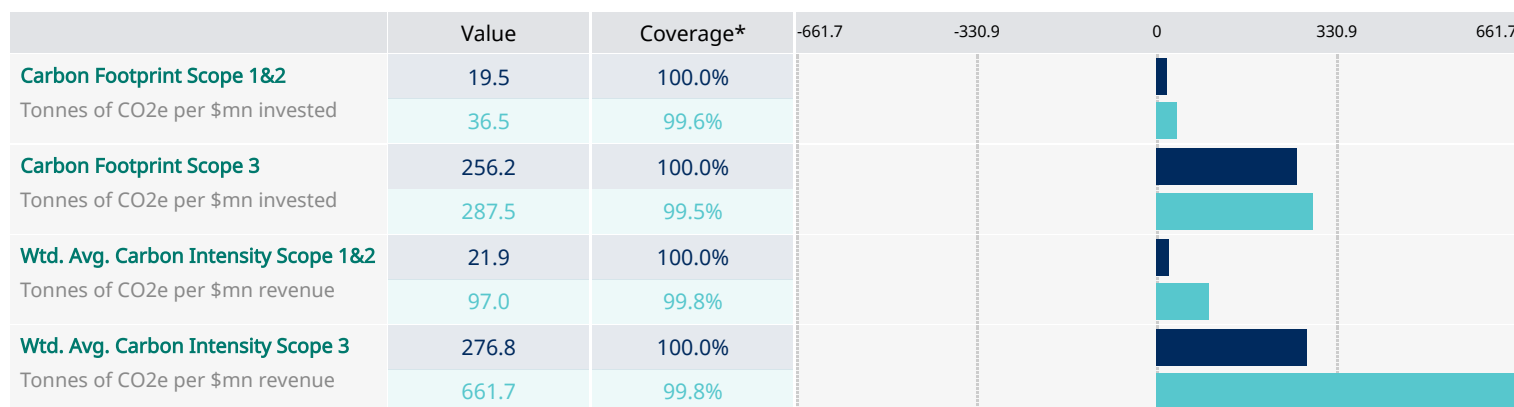 Value Coverage* -661.7 -330.9 0 330.9 661.7
Carbon Footprint Scope 1&2 19.5 100.0%
Tonnes of CO2e per $mn invested 36.5 99.6%
Carbon Footprint Scope 3 256.2 100.0%
Tonnes of CO2e per $mn invested 287.5 99.5%
Wtd. Avg. Carbon Intensity Scope 1&2 21.9 100.0%
Tonnes of CO2e per $mn revenue 97.0 99.8%
Wtd. Avg. Carbon Intensity Scope 3 276.8 100.0%
Tonnes of CO2e per $mn revenue 661.7 99.8%